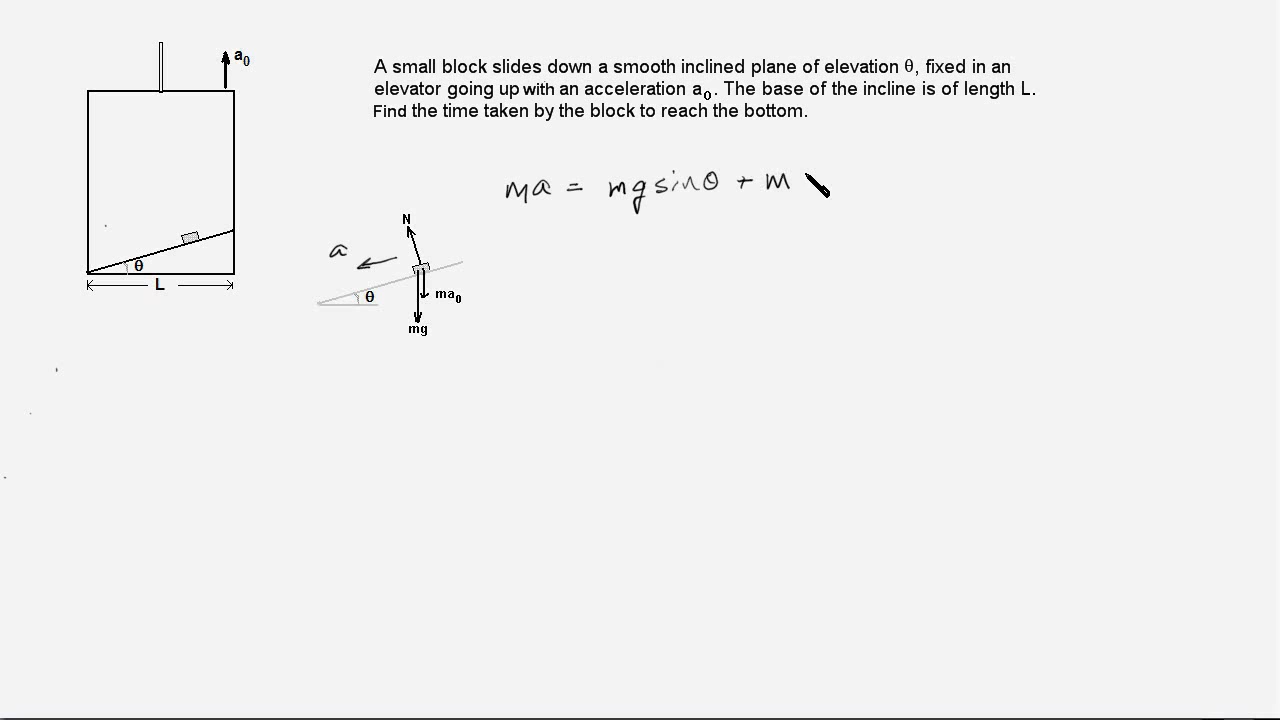 a₀
A small block slides down a smooth inclined plane of elevation θ, fixed in an
elevator going up with an acceleration a₀. The base of the incline is of length L.
Find the time taken by the block to reach the bottom.
ma = mg sinθ + m
N
a
θ
L
θ
ma₀
mg